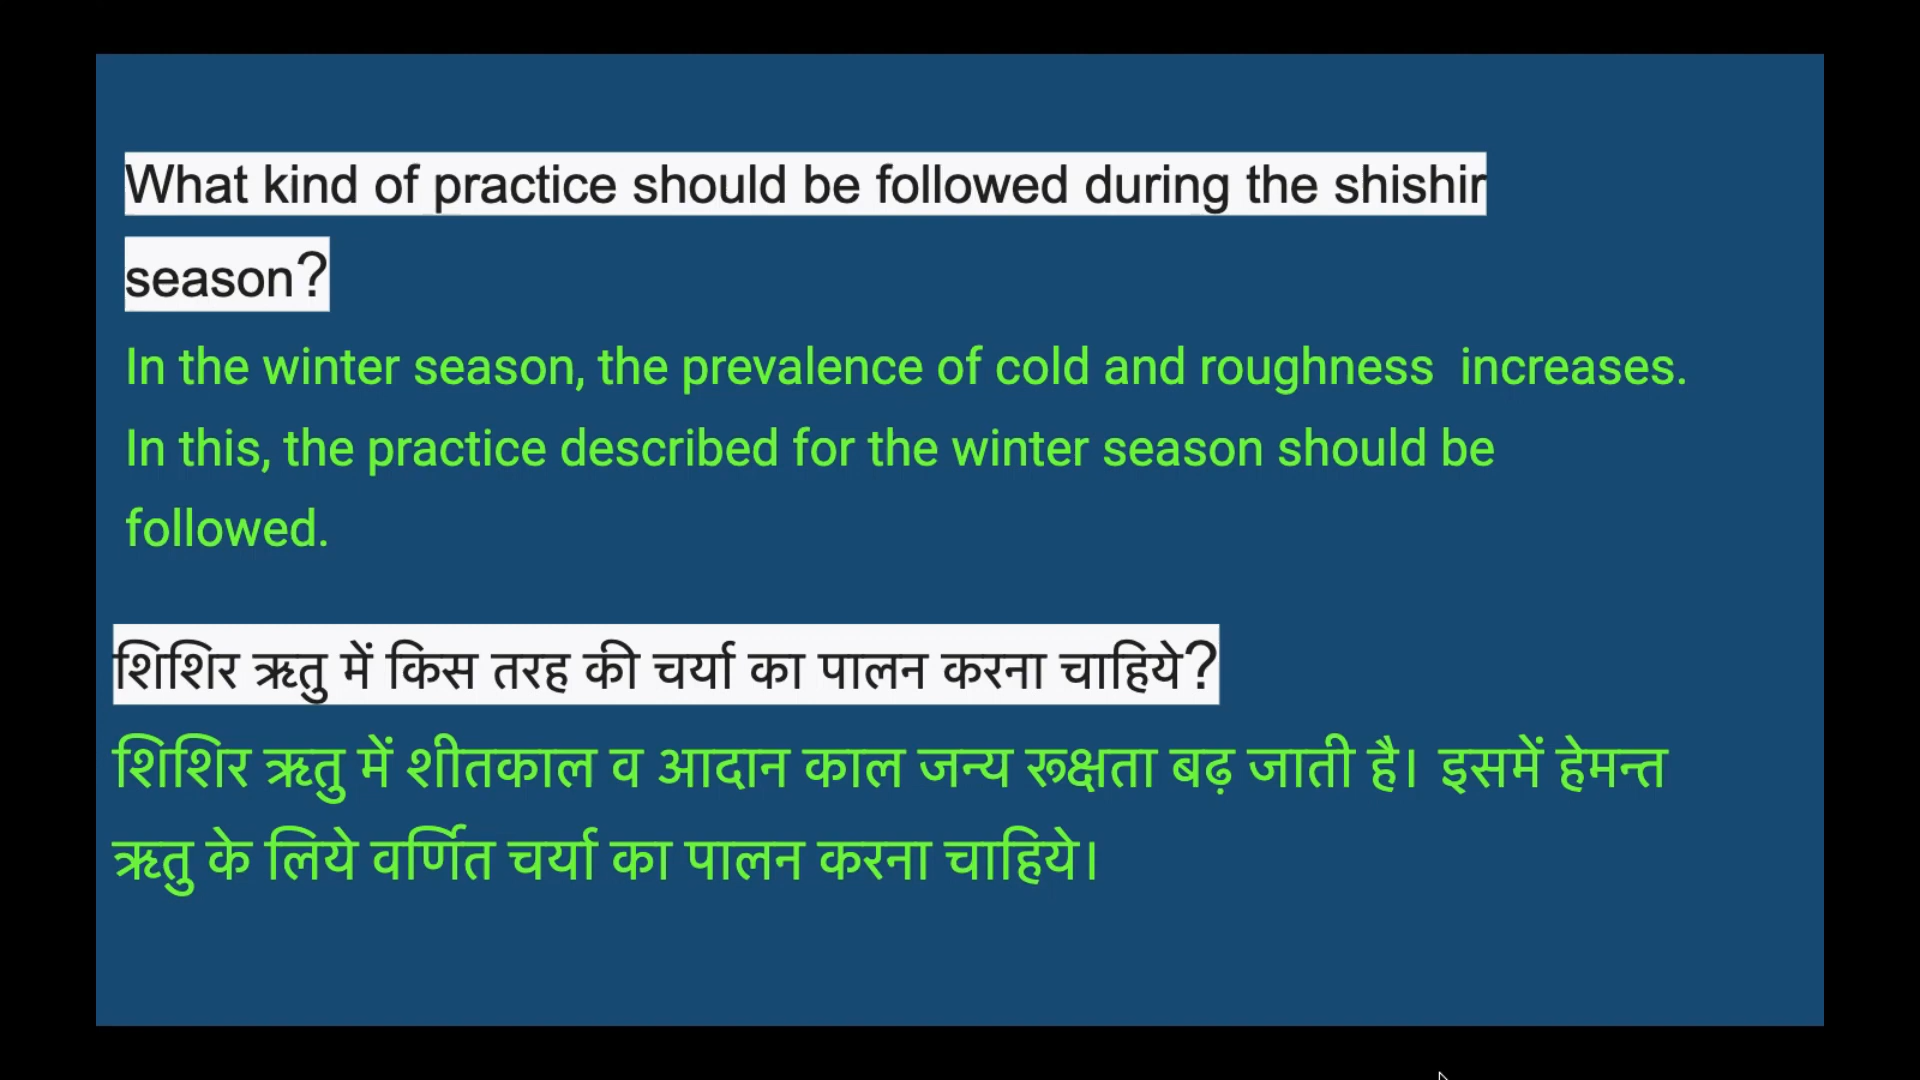 What kind of practice should be followed during the shishir
season?
In the winter season, the prevalence of cold and roughness  increases.
In this, the practice described for the winter season should be
followed.
शिशिर ऋतु में किस तरह की चर्या का पालन करना चाहिये?
शिशिर ऋतु में शीतकाल व आदान काल जन्य रूक्षता बढ़ जाती है। इसमें हेमन्त
ऋतु के लिये वर्णित चर्या का पालन करना चाहिये।